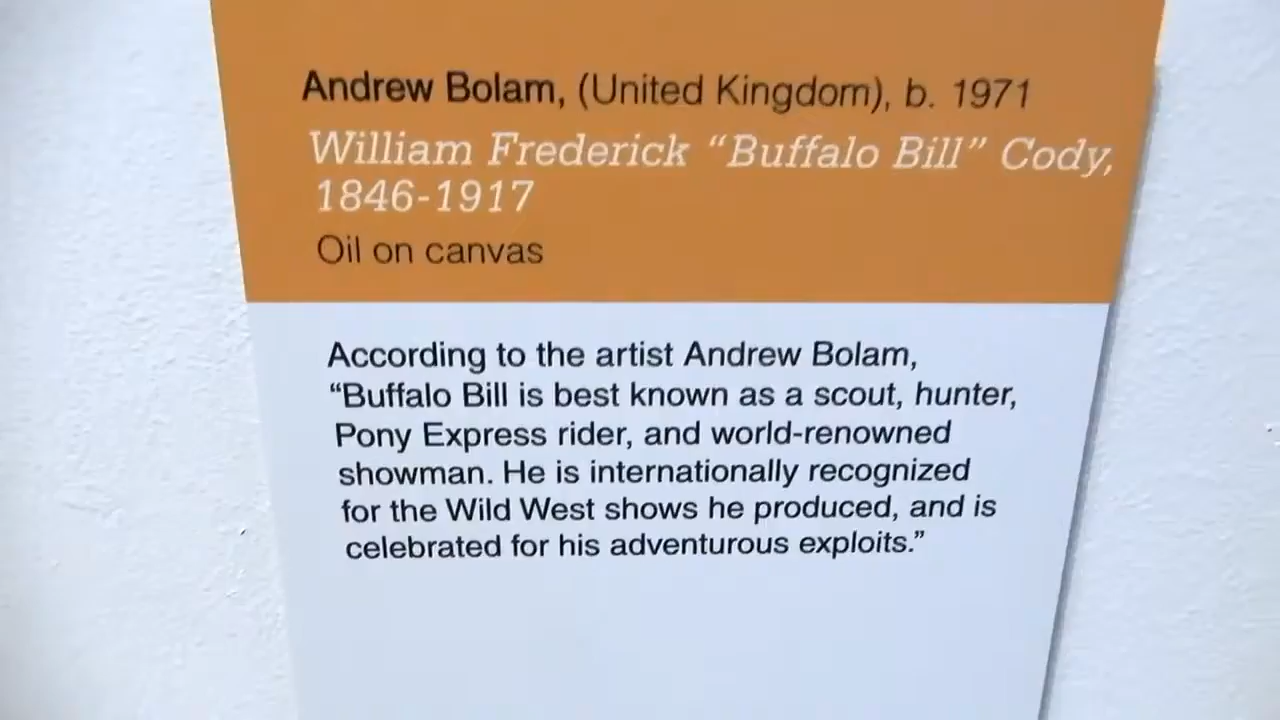 Andrew Bolam, (United Kingdom), b. 1971
William Frederick “Buffalo Bill” Cody,
1846-1917
Oil on canvas
According to the artist Andrew Bolam,
“Buffalo Bill is best known as a scout, hunter,
Pony Express rider, and world-renowned
showman. He is internationally recognized
for the Wild West shows he produced, and is
celebrated for his adventurous exploits.”